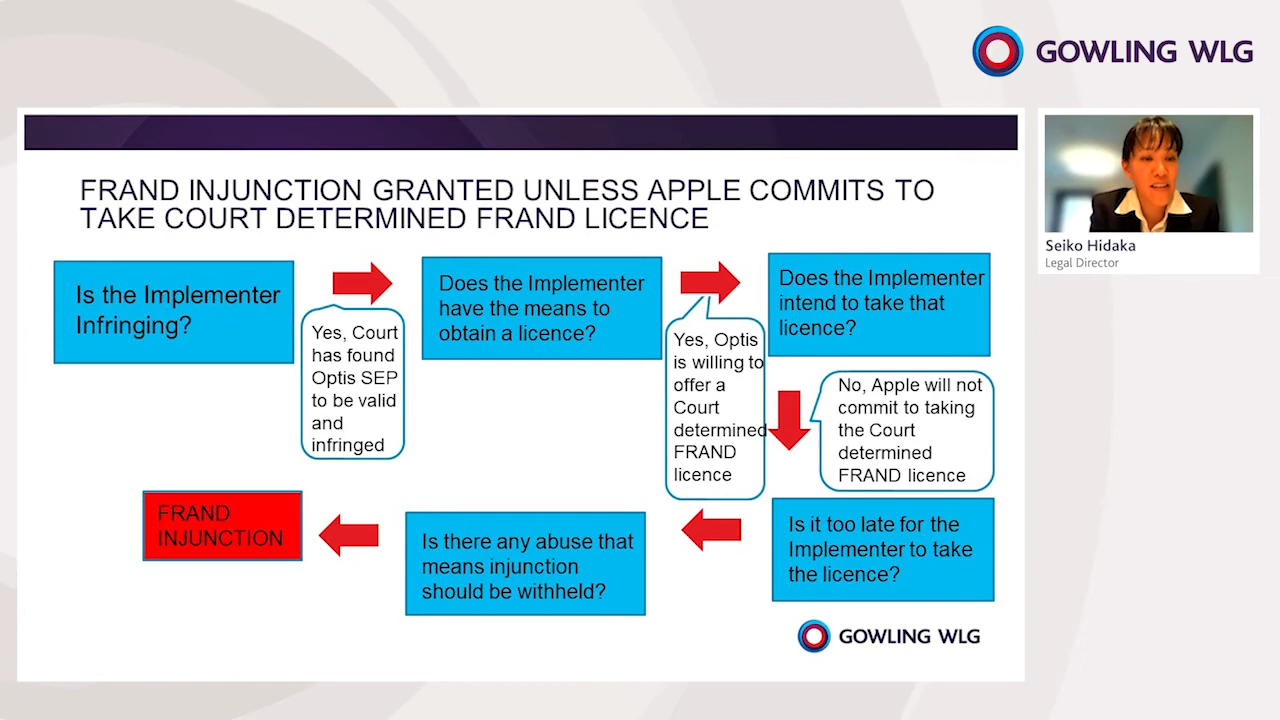 GOWLING WLG
FRAND INJUNCTION GRANTED UNLESS APPLE COMMITS TO
TAKE COURT DETERMINED FRAND LICENCE
Is the Implementer
Infringing?
Yes, Court
has found
Optis SEP
to be valid
and
infringed
Does the Implementer
have the means to
obtain a licence?
Yes, Optis
is willing to
offer a
Court
determined
FRAND
licence
Does the Implementer
intend to take that
licence?
No, Apple will not
commit to taking
the Court
determined
FRAND licence
Is it too late for the
Implementer to take
the licence?
Is there any abuse that
means injunction
should be withheld?
FRAND
INJUNCTION
GOWLING WLG
Seiko Hidaka
Legal Director